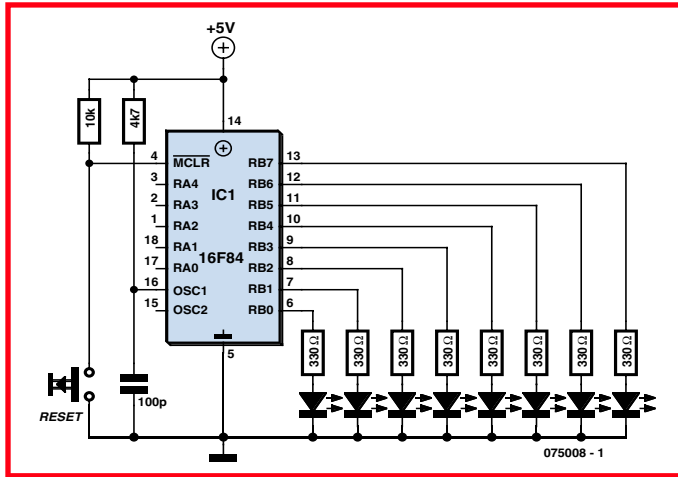 +5V
10k
4k7
14
4 MCLR
3 RA4
2 RA3
1 RA2
18 RA1
17 RA0
16 OSC1
15 OSC2
IC1
16F84
RB7 13
RB6 12
RB5 11
RB4 10
RB3 9
RB2 8
RB1 7
RB0 6
5
330Ω
330Ω
330Ω
330Ω
330Ω
330Ω
330Ω
330Ω
100p
RESET
075008 - 1